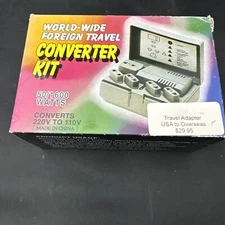 WORLD-WIDE
FOREIGN TRAVEL
CONVERTER
KIT
50/1600
WATTS
CONVERTS
220V TO 110V
MADE IN CHINA
Travel Adapter
USA to Overseas
$29.95